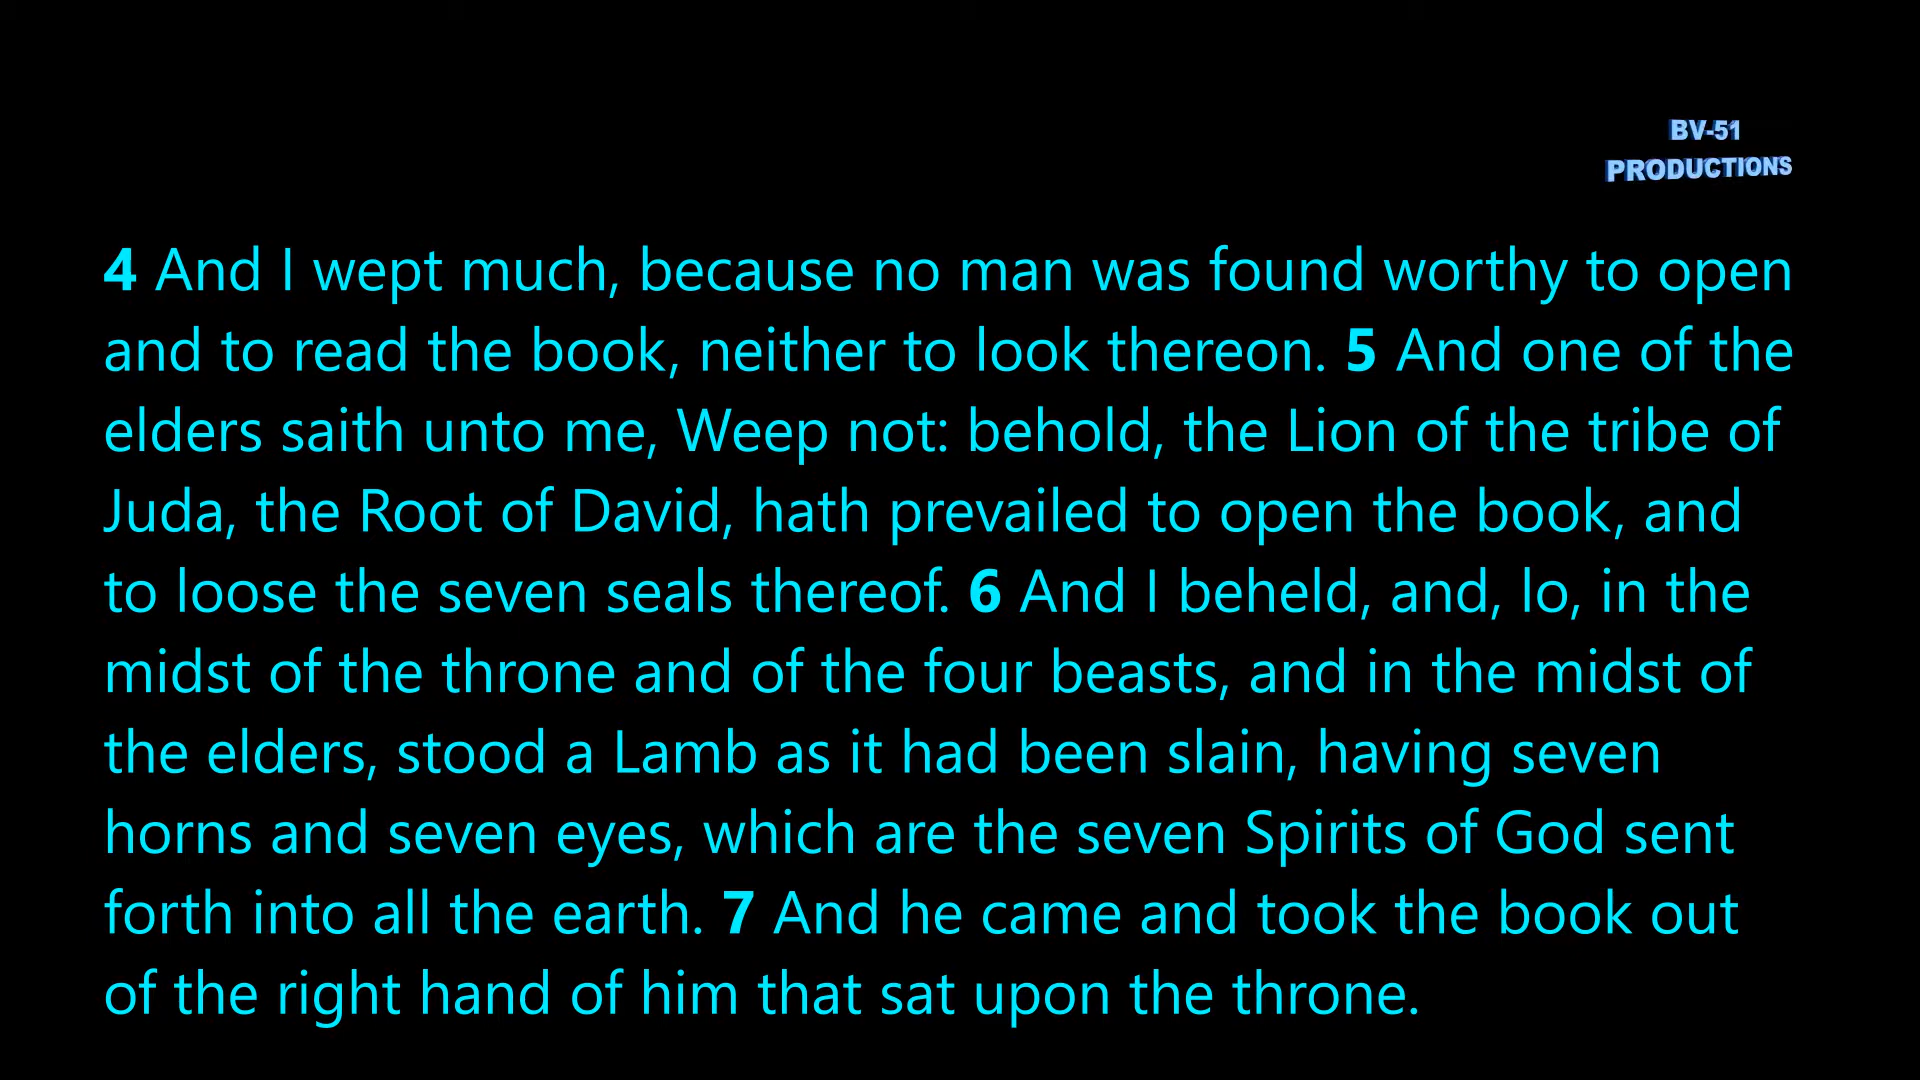 BV-51
PRODUCTIONS
4 And I wept much, because no man was found worthy to open
and to read the book, neither to look thereon. 5 And one of the
elders saith unto me, Weep not: behold, the Lion of the tribe of
Juda, the Root of David, hath prevailed to open the book, and
to loose the seven seals thereof. 6 And I beheld, and, lo, in the
midst of the throne and of the four beasts, and in the midst of
the elders, stood a Lamb as it had been slain, having seven
horns and seven eyes, which are the seven Spirits of God sent
forth into all the earth. 7 And he came and took the book out
of the right hand of him that sat upon the throne.